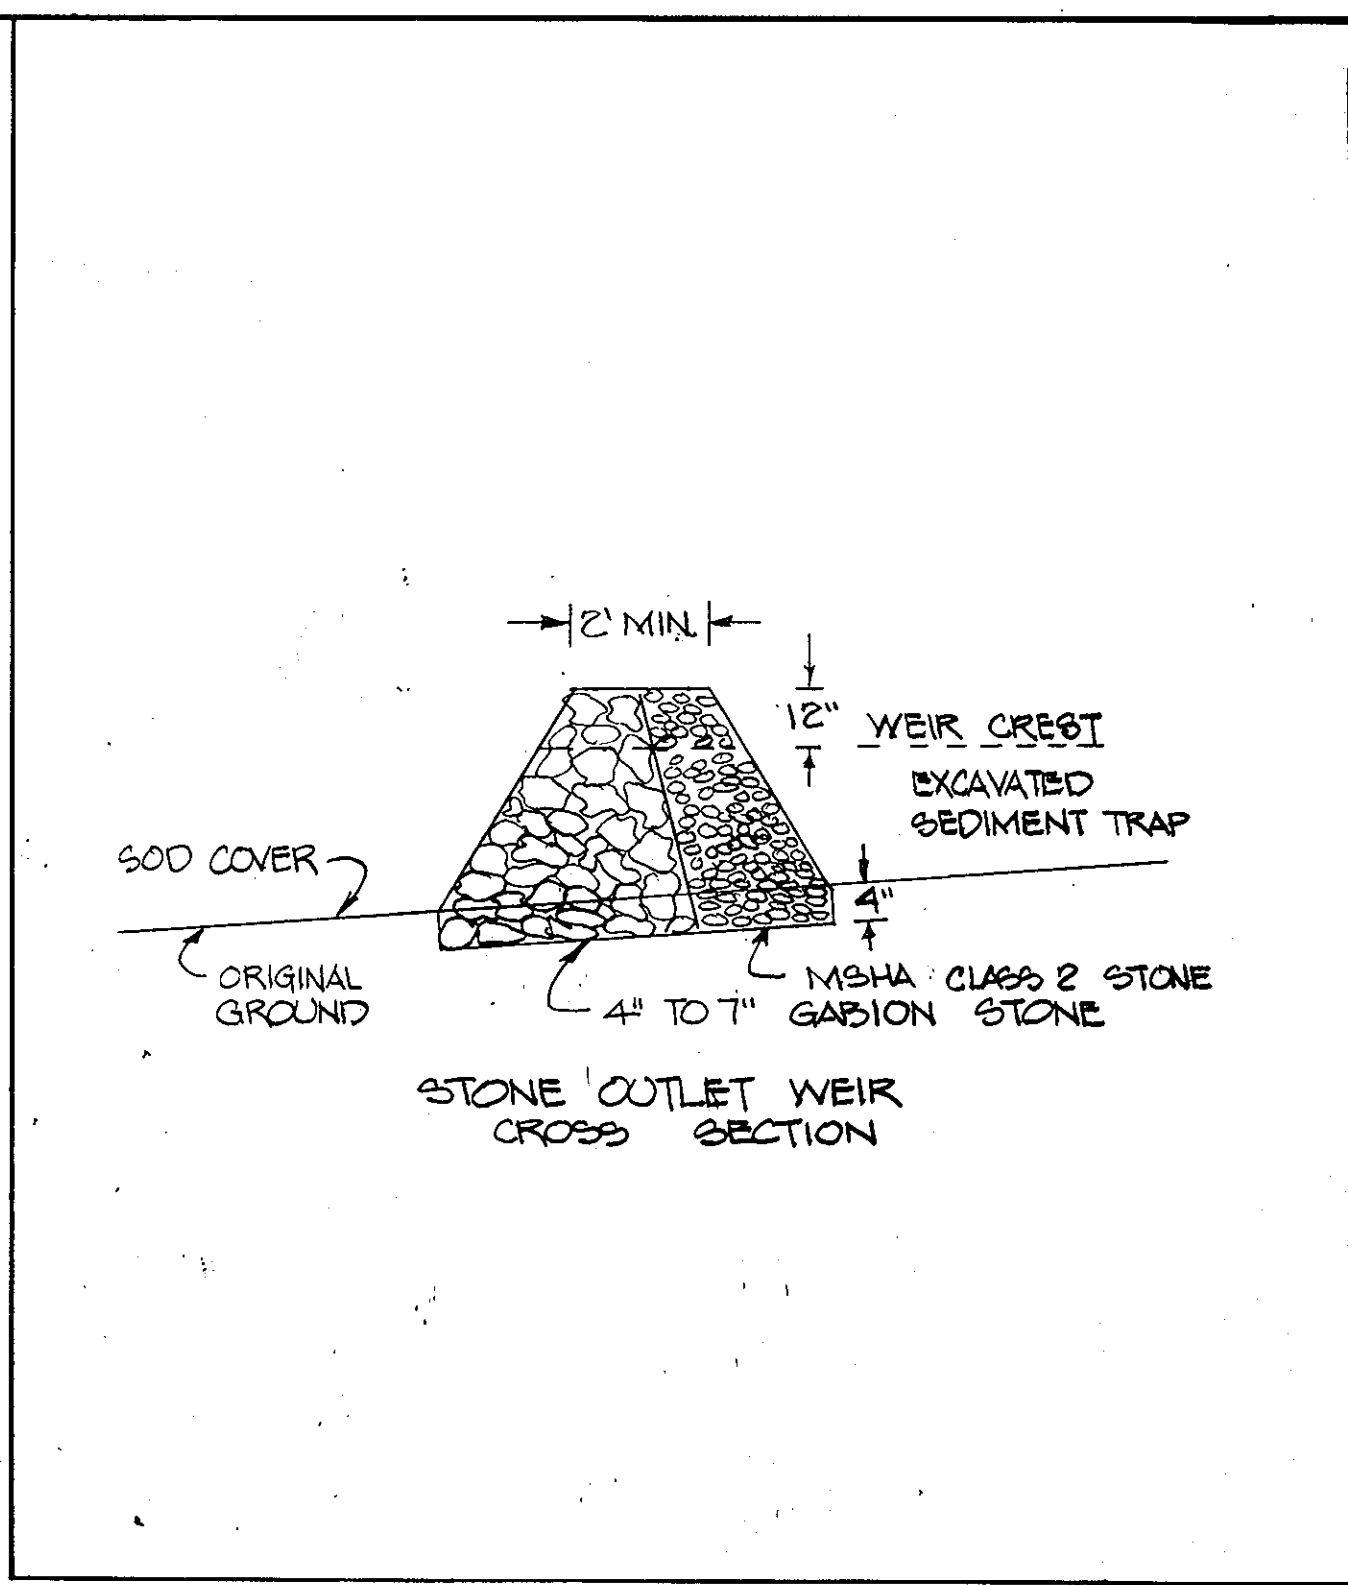 2' MIN.
12"
WEIR CREST
EXCAVATED
SEDIMENT TRAP
SOD COVER
4"
ORIGINAL
GROUND
MSHA CLASS 2 STONE
4" TO 7" GABION STONE
STONE OUTLET WEIR
CROSS SECTION